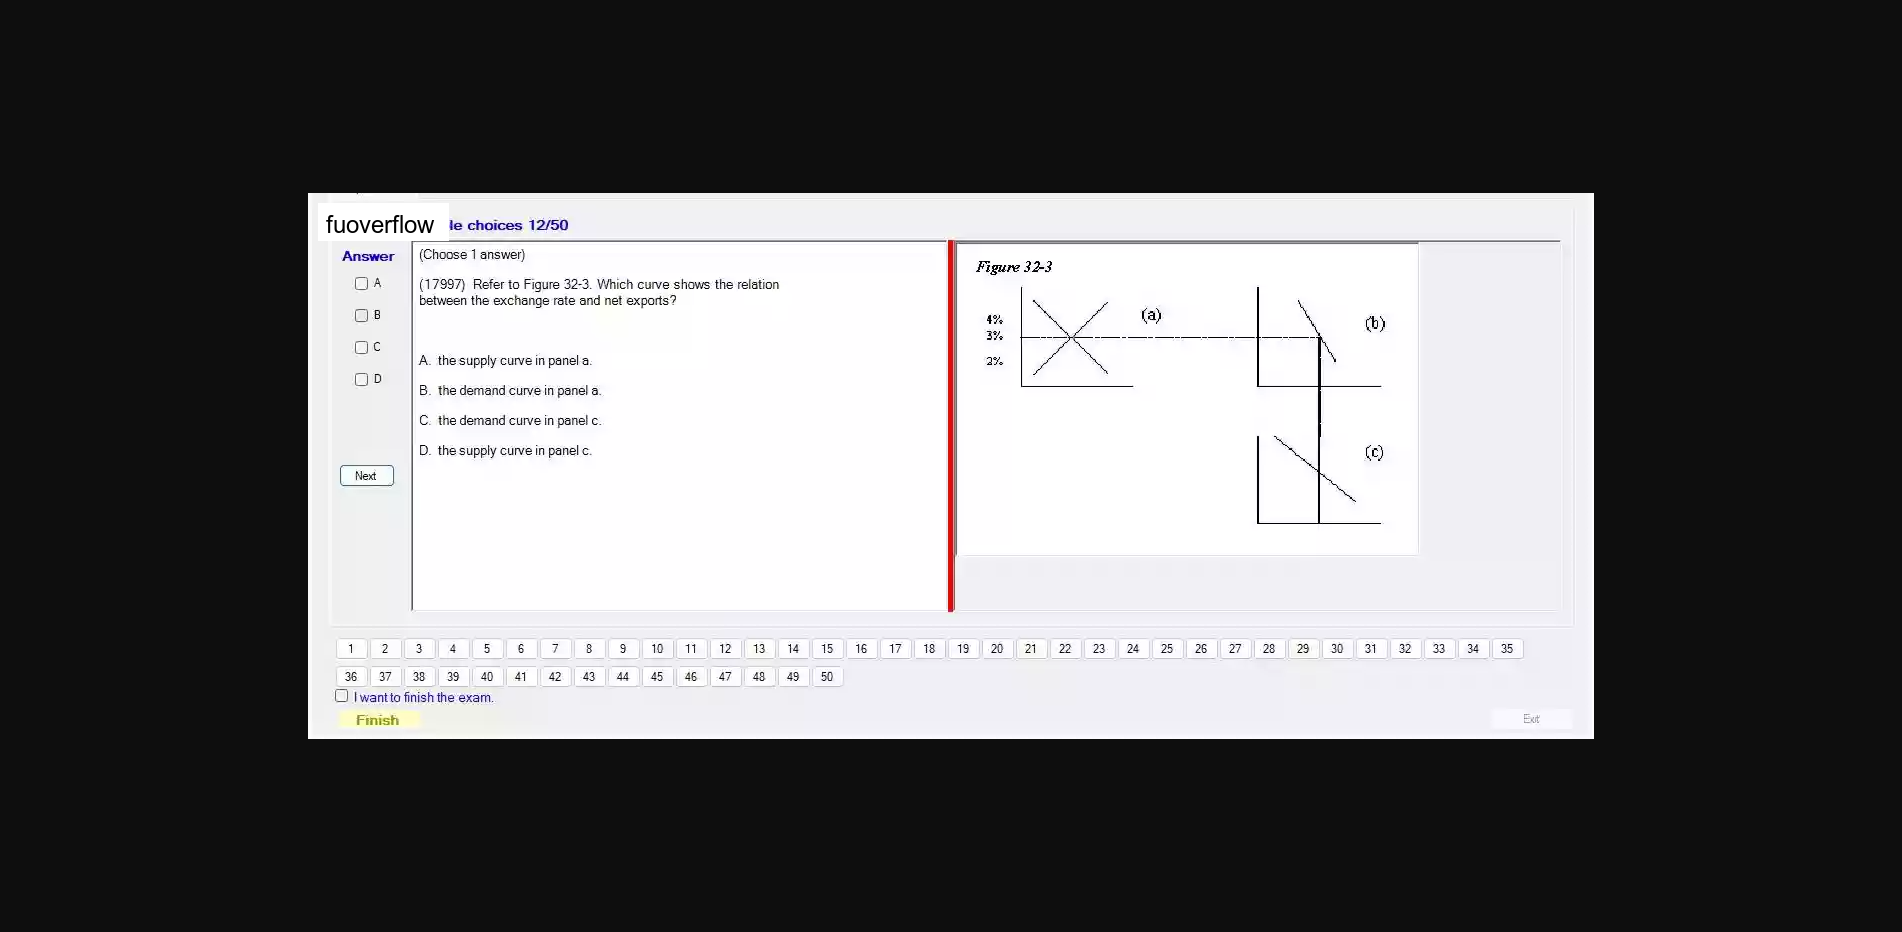 fuoverflow
le choices 12/50
Answer
A
B
C
D
Next
(Choose 1 answer)
(17997) Refer to Figure 32-3. Which curve shows the relation
between the exchange rate and net exports?
A. the supply curve in panel a.
B. the demand curve in panel a.
C. the demand curve in panel c.
D. the supply curve in panel c.
Figure 32-3
4%
3%
2%
(a)
(b)
(c)
1 2 3 4 5 6 7 8 9 10 11 12 13 14 15 16 17 18 19 20 21 22 23 24 25 26 27 28 29 30 31 32 33 34 35
36 37 38 39 40 41 42 43 44 45 46 47 48 49 50
I want to finish the exam.
Finish
Exit